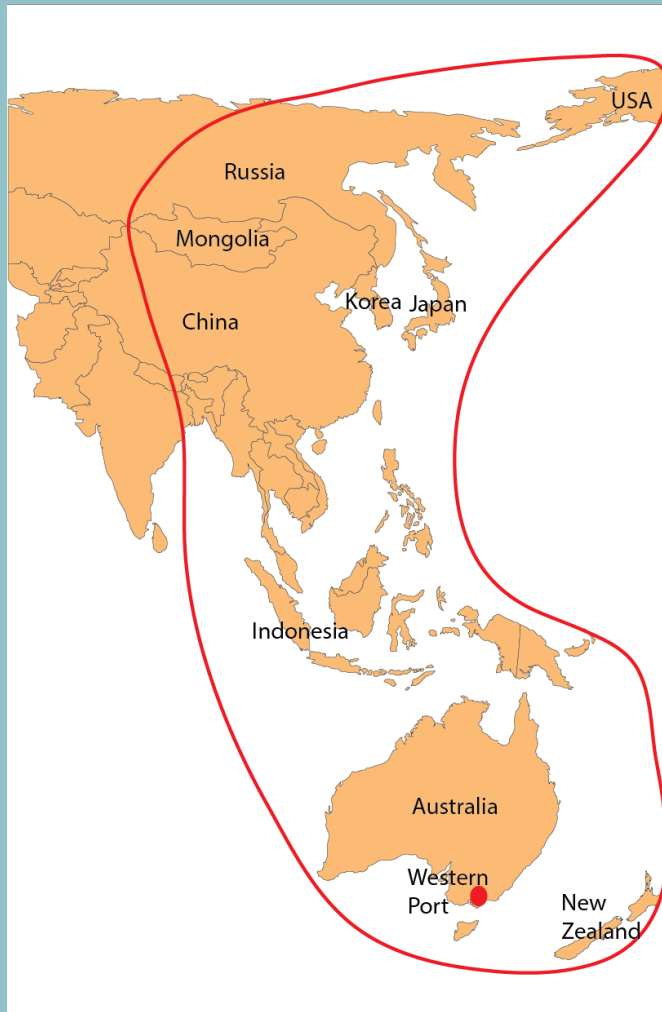 USA
Russia
Mongolia
Korea Japan
China
Indonesia
Australia
Western
Port
New
Zealand